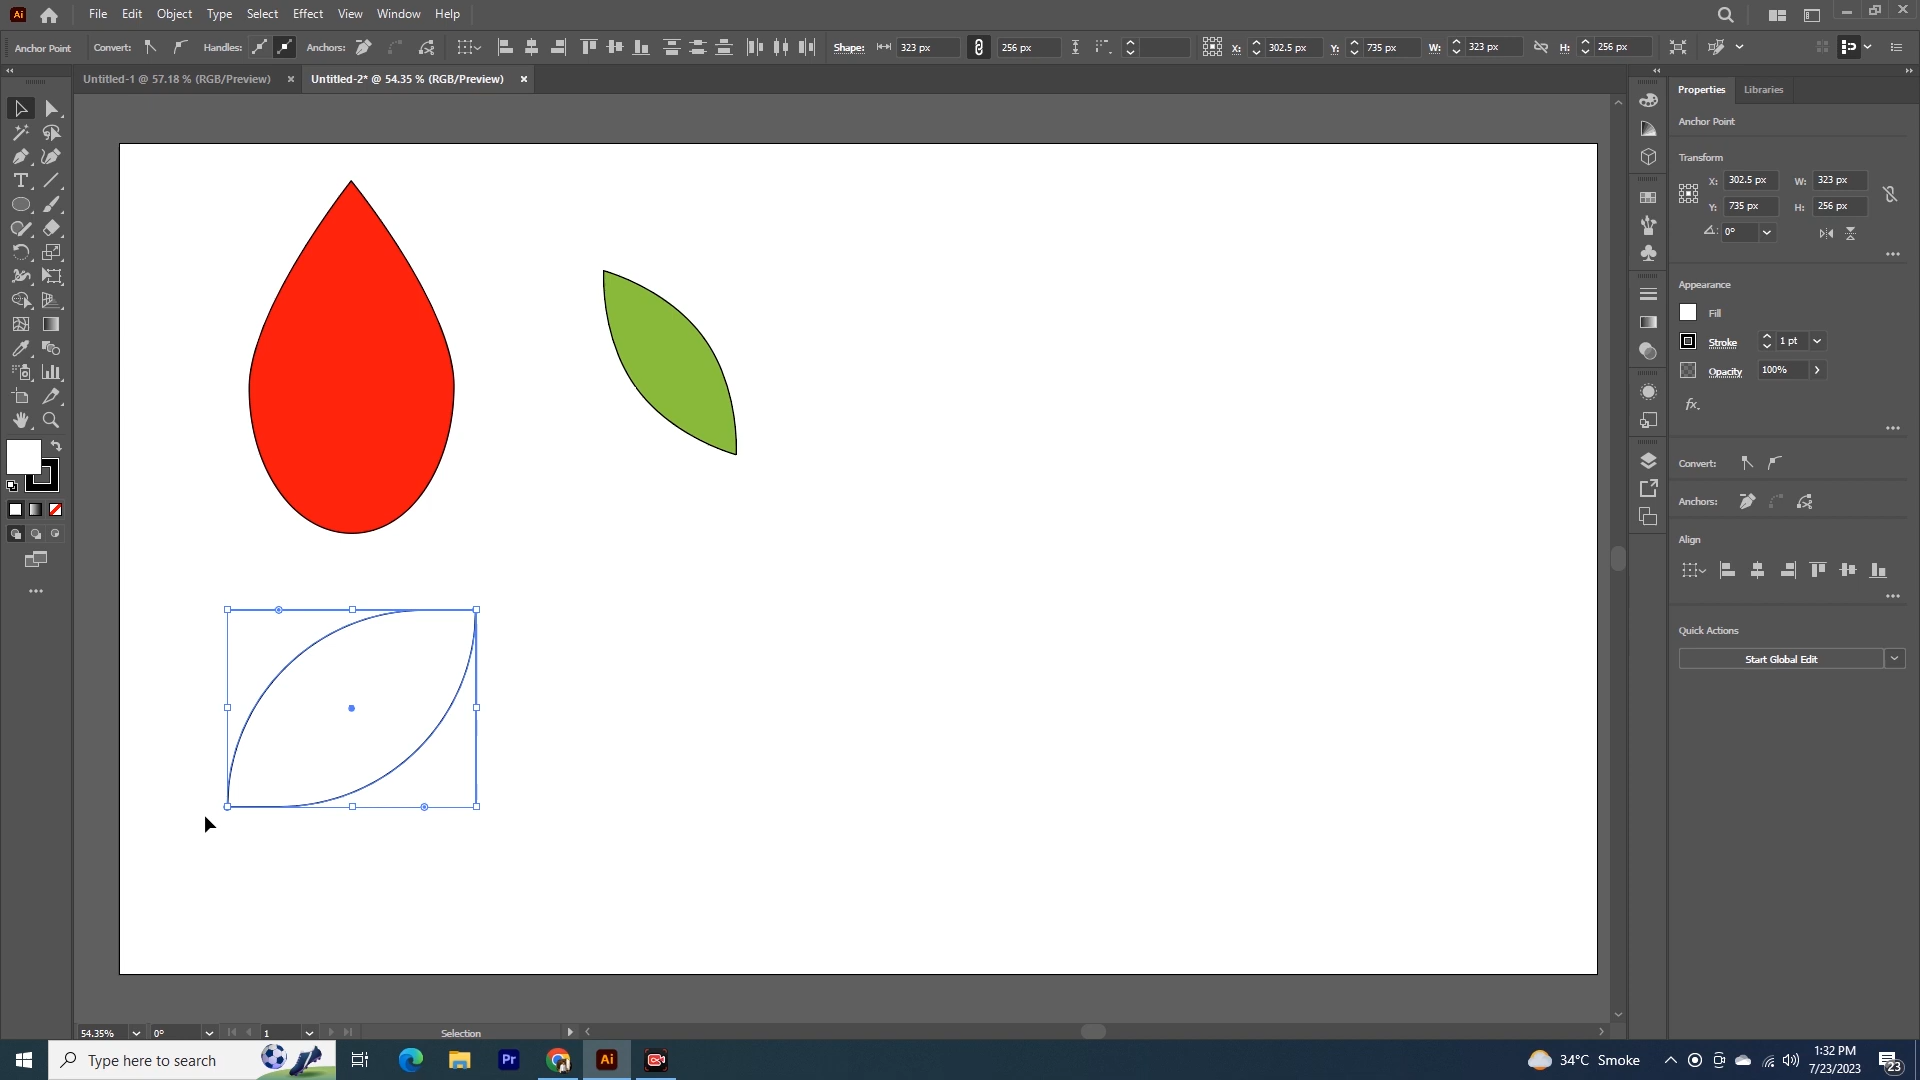 Ai File Edit Object Type Select Effect View Window Help
Anchor Point Convert: Handles: Anchors: Shape: 323 px 256 px X: 302.5 px Y: 735 px W: 323 px H: 256 px
Untitled-1 @ 57.18 % (RGB/Preview) × Untitled-2* @ 54.35 % (RGB/Preview) ×
Properties Libraries
Anchor Point
Transform
X: 302.5 px W: 323 px
Y: 735 px H: 256 px
0°
Appearance
Fill
Stroke 1 pt
Opacity 100%
fx.
Convert:
Anchors:
Align
Quick Actions
Start Global Edit
54.35% 0° 1 Selection
Type here to search Pr Ai 34°C Smoke 1:32 PM
7/23/2023 23